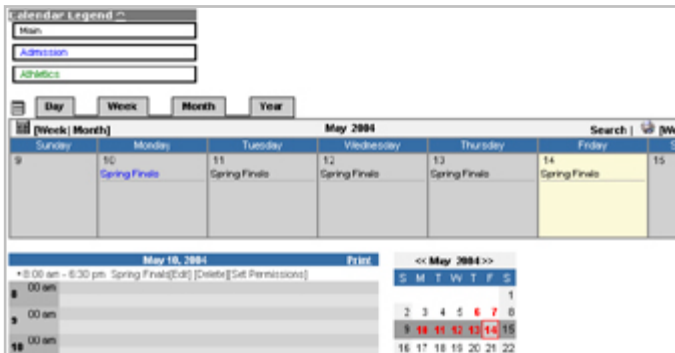 Calendar Legend ^
Main
Admission
Athletics
Day Week Month Year
[Week| Month] May 2004 Search | [We
Sunday Monday Tuesday Wednesday Thursday Friday S
9 10 11 12 13 14 15
Spring Finals Spring Finals Spring Finals Spring Finals Spring Finals
May 10, 2004 Print
•8:00 am - 6:30 pm Spring Finals[Edit] [Delete][Set Permissions]
8 00 am
9 00 am
10 00 am
<< May 2004 >>
S M T W T F S
1
2 3 4 5 6 7 8
9 10 11 12 13 14 15
16 17 18 19 20 21 22